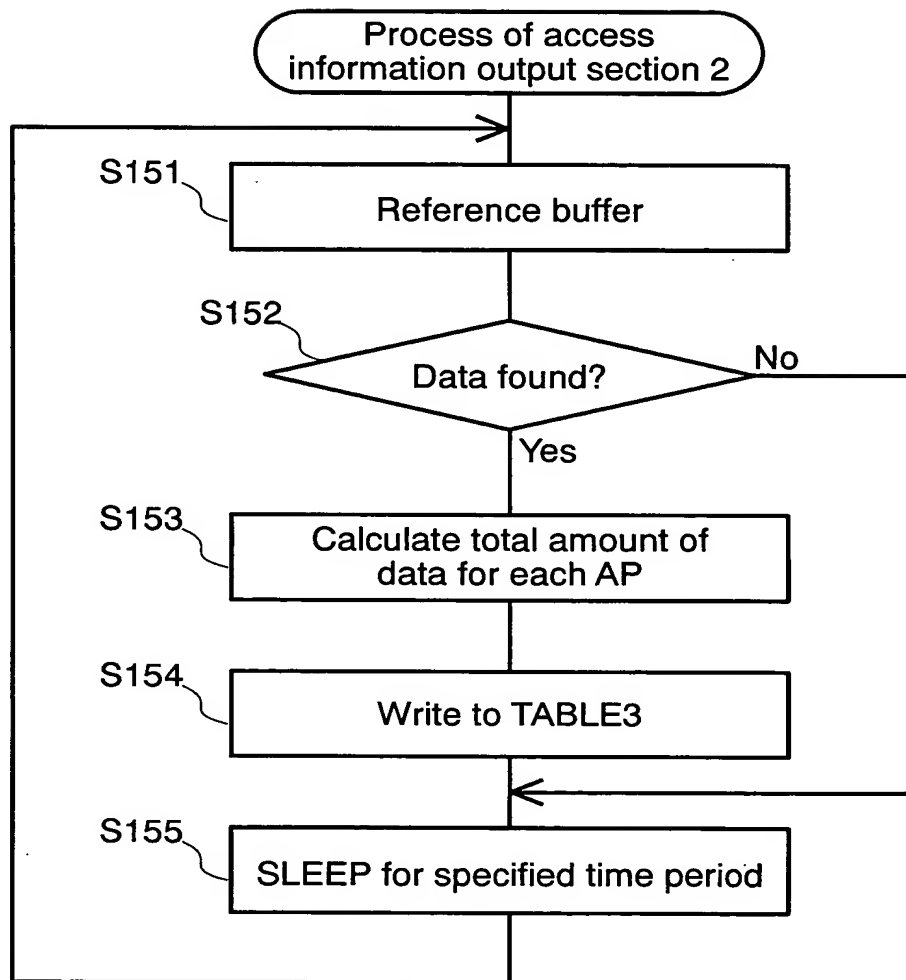 Process of access
information output section 2
S151
Reference buffer
S152
Data found?
No
Yes
S153
Calculate total amount of
data for each AP
S154
Write to TABLE3
S155
SLEEP for specified time period